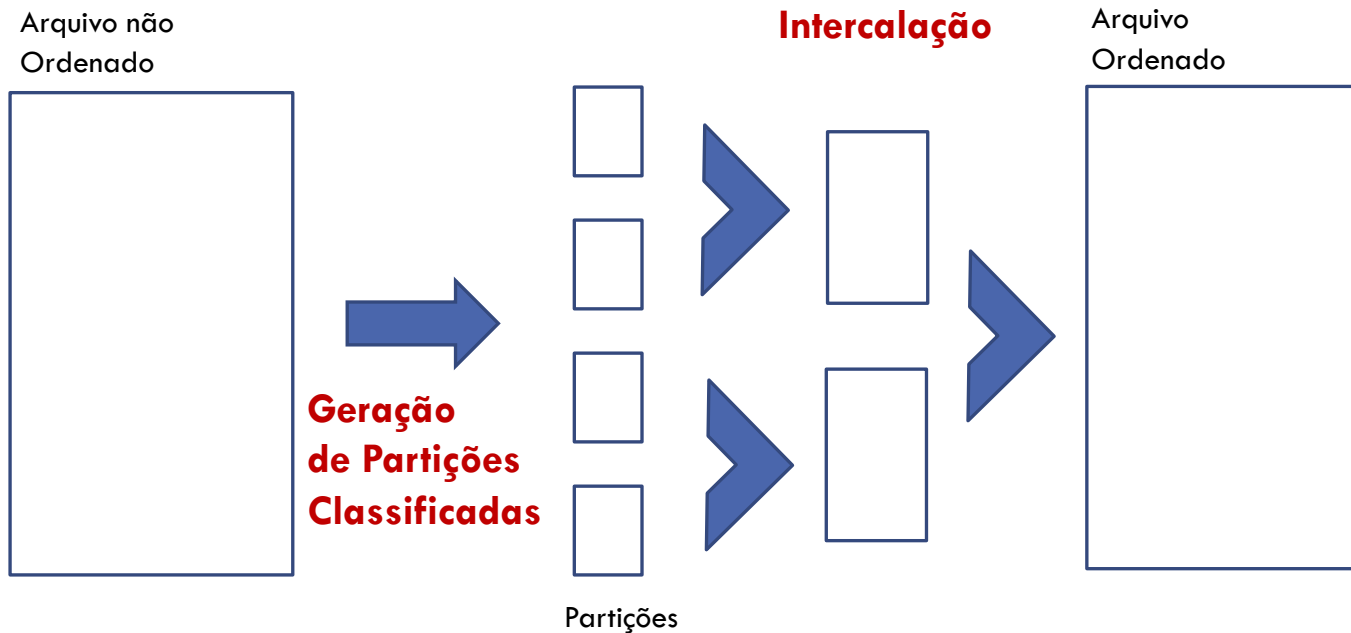 Arquivo não
Ordenado
Intercalação
Arquivo
Ordenado
Geração
de Partições
Classificadas
Partições